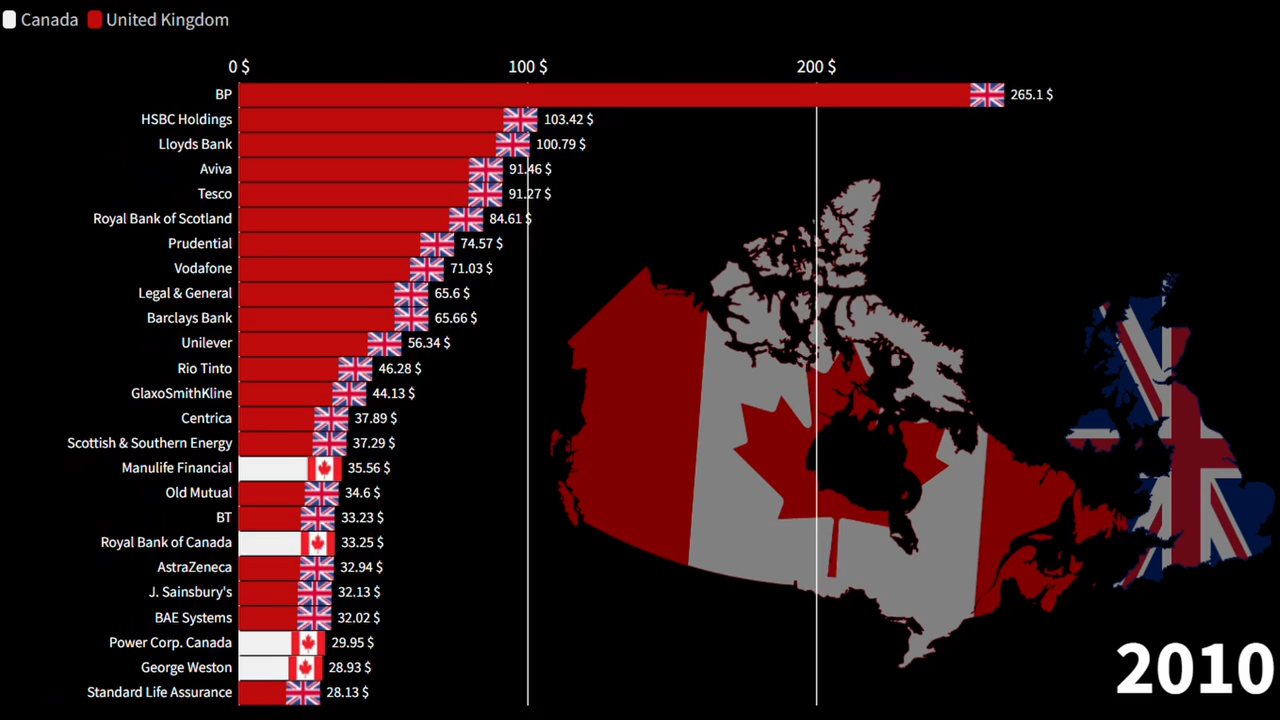 Canada United Kingdom
0 $ 100 $ 200 $
BP 265.1 $
HSBC Holdings 103.42 $
Lloyds Bank 100.79 $
Aviva 91.46 $
Tesco 91.27 $
Royal Bank of Scotland 84.61 $
Prudential 74.57 $
Vodafone 71.03 $
Legal & General 65.6 $
Barclays Bank 65.66 $
Unilever 56.34 $
Rio Tinto 46.28 $
GlaxoSmithKline 44.13 $
Centrica 37.89 $
Scottish & Southern Energy 37.29 $
Manulife Financial 35.56 $
Old Mutual 34.6 $
BT 33.23 $
Royal Bank of Canada 33.25 $
AstraZeneca 32.94 $
J. Sainsbury's 32.13 $
BAE Systems 32.02 $
Power Corp. Canada 29.95 $
George Weston 28.93 $
Standard Life Assurance 28.13 $
2010